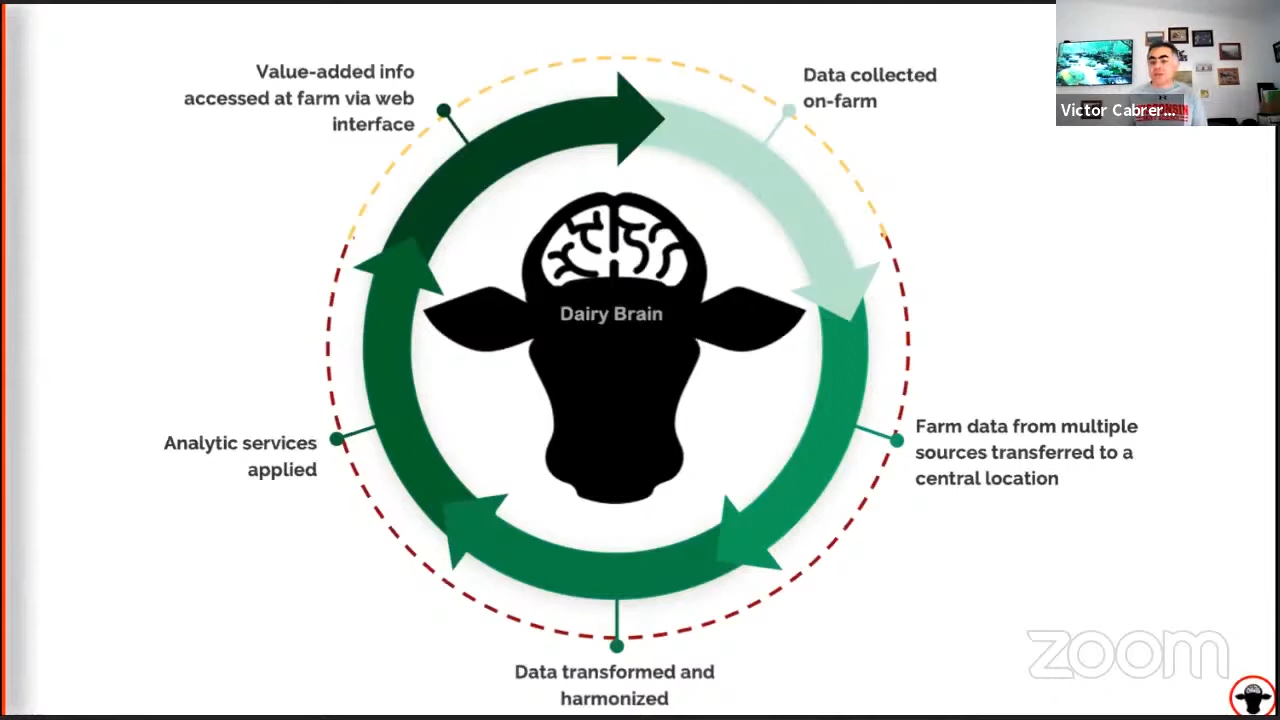 Value-added info
accessed at farm via web
interface
Data collected
on-farm
Victor Cabrer...
Dairy Brain
Analytic services
applied
Farm data from multiple
sources transferred to a
central location
Data transformed and
harmonized
zoom